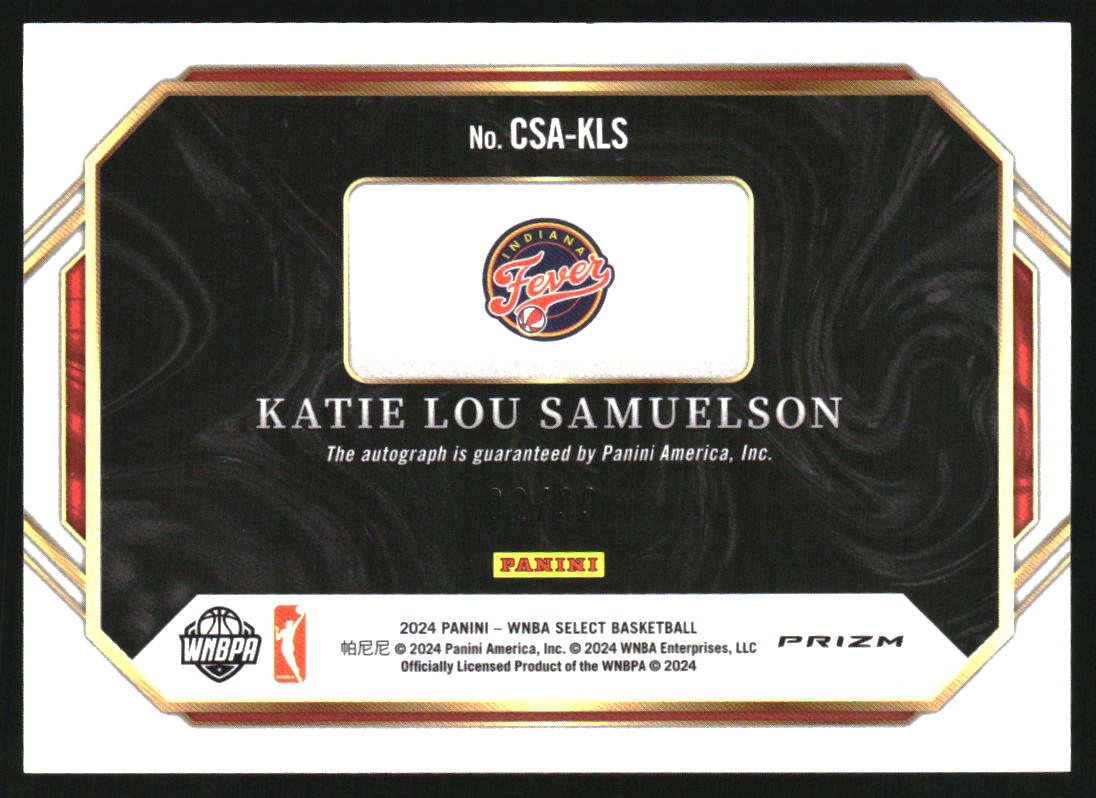 No. CSA-KLS
INDIANA
Fever
KATIE LOU SAMUELSON
The autograph is guaranteed by Panini America, Inc.
PANINI
WNBPA
2024 PANINI – WNBA SELECT BASKETBALL
帕尼尼 © 2024 Panini America, Inc. © 2024 WNBA Enterprises, LLC
Officially Licensed Product of the WNBPA © 2024
PRIZM